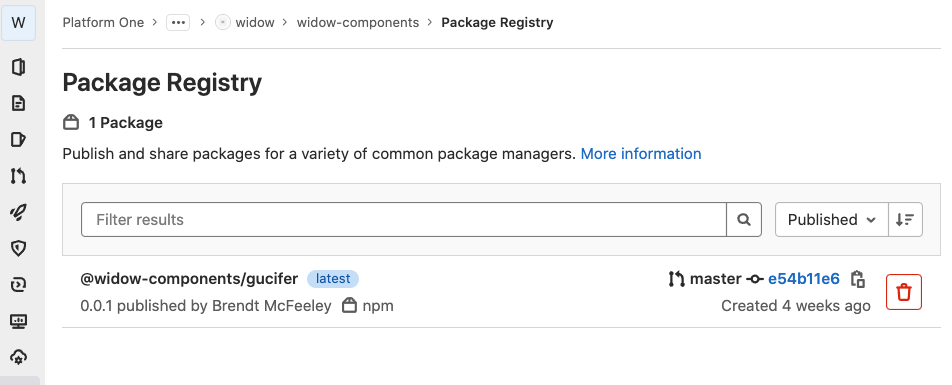 W
Platform One > ... > widow > widow-components > Package Registry
Package Registry
1 Package
Publish and share packages for a variety of common package managers. More information
Filter results
Published
@widow-components/gucifer latest
master e54b11e6
0.0.1 published by Brendt McFeeley npm
Created 4 weeks ago